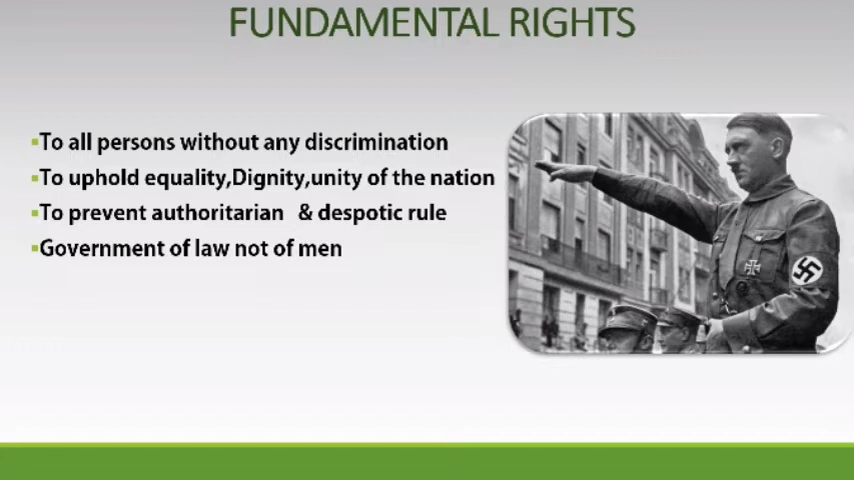 FUNDAMENTAL RIGHTS
▪To all persons without any discrimination
▪To uphold equality,Dignity,unity of the nation
▪To prevent authoritarian & despotic rule
▪Government of law not of men